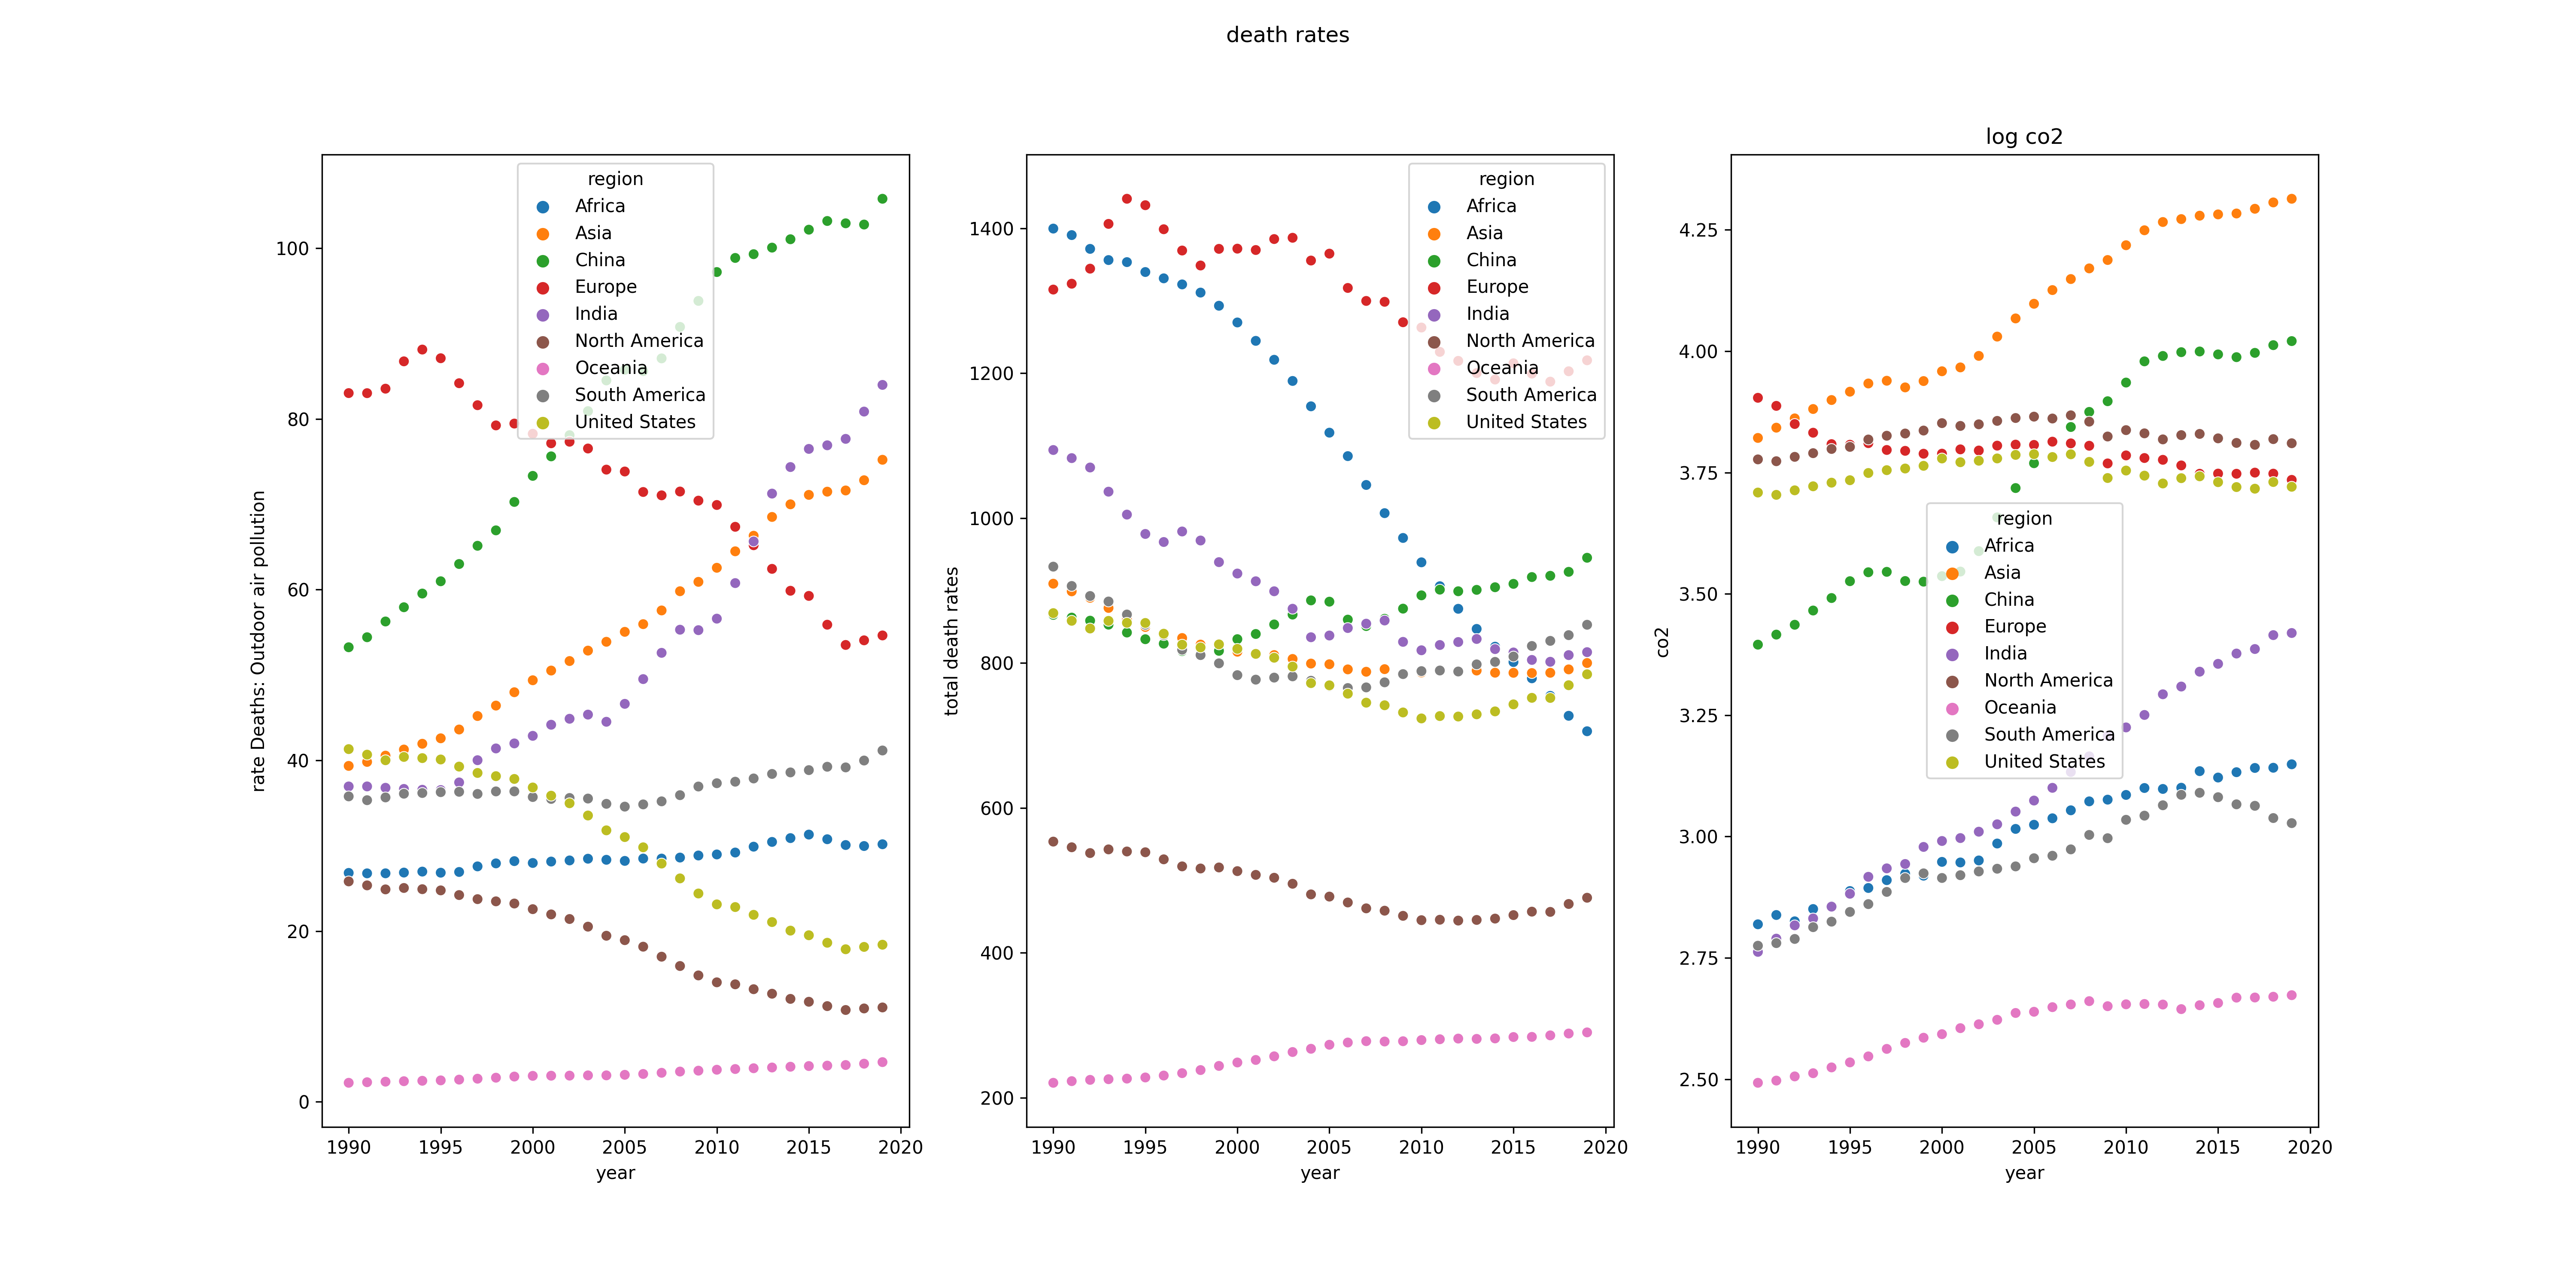 death rates
rate Deaths: Outdoor air pollution
100
80
60
40
20
0
region
Africa
Asia
China
Europe
India
North America
Oceania
South America
United States
1990 1995 2000 2005 2010 2015 2020
year
total death rates
1400
1200
1000
800
600
400
200
region
Africa
Asia
China
Europe
India
North America
Oceania
South America
United States
1990 1995 2000 2005 2010 2015 2020
year
log co2
co2
4.25
4.00
3.75
3.50
3.25
3.00
2.75
2.50
region
Africa
Asia
China
Europe
India
North America
Oceania
South America
United States
1990 1995 2000 2005 2010 2015 2020
year